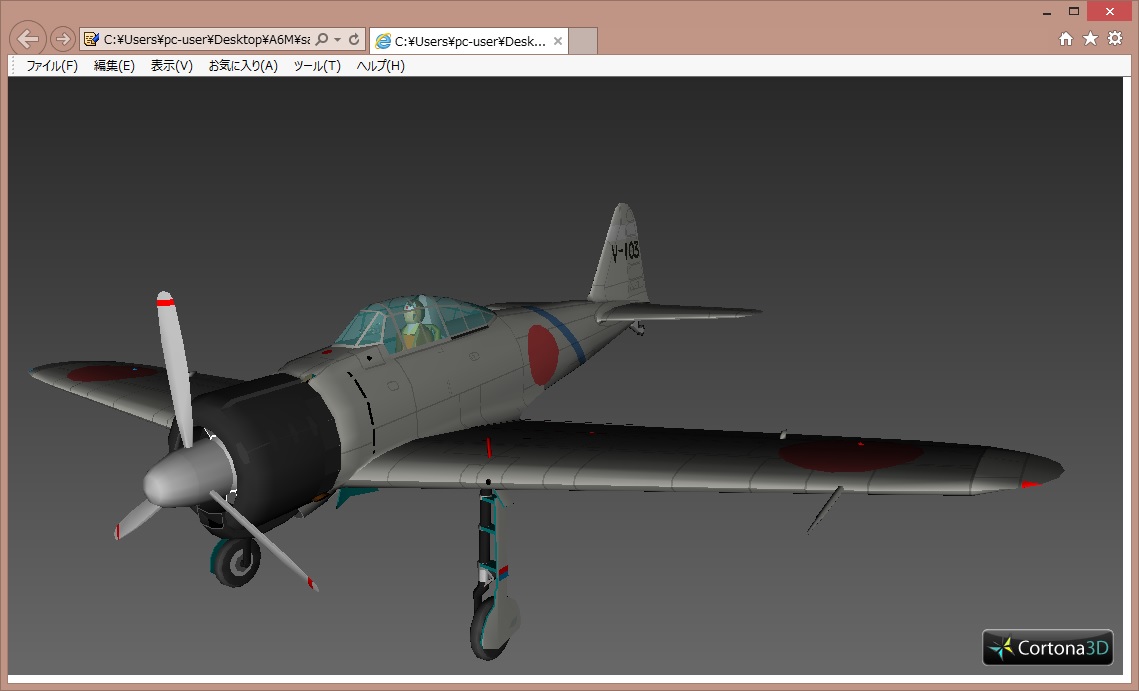 C:¥Users¥pc-user¥Desktop¥A6M¥sa
C:¥Users¥pc-user¥Desk...
ファイル(F) 編集(E) 表示(V) お気に入り(A) ツール(T) ヘルプ(H)
V-103
Cortona3D